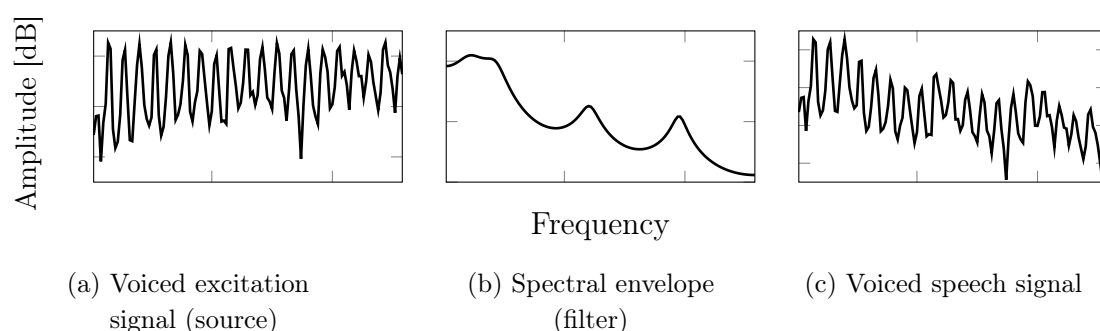 Amplitude [dB]
Frequency
(a) Voiced excitation
signal (source)
(b) Spectral envelope
(filter)
(c) Voiced speech signal